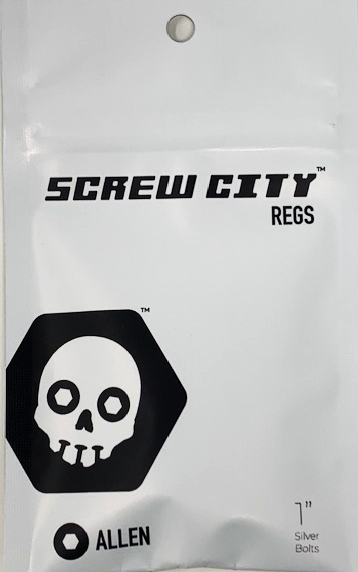 SCREW CITY™
REGS
™
ALLEN
1"
Silver
Bolts